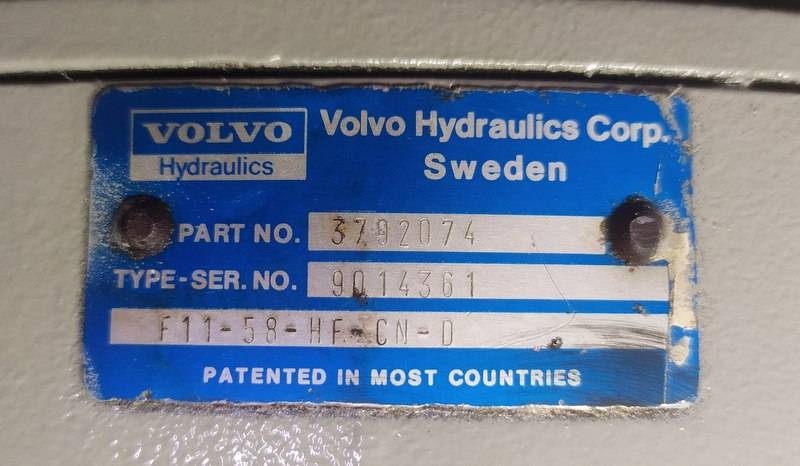 VOLVO
Hydraulics
Volvo Hydraulics Corp.
Sweden
PART NO. 3792074
TYPE-SER. NO. 9014361
F11-58-HF-CN-D
PATENTED IN MOST COUNTRIES